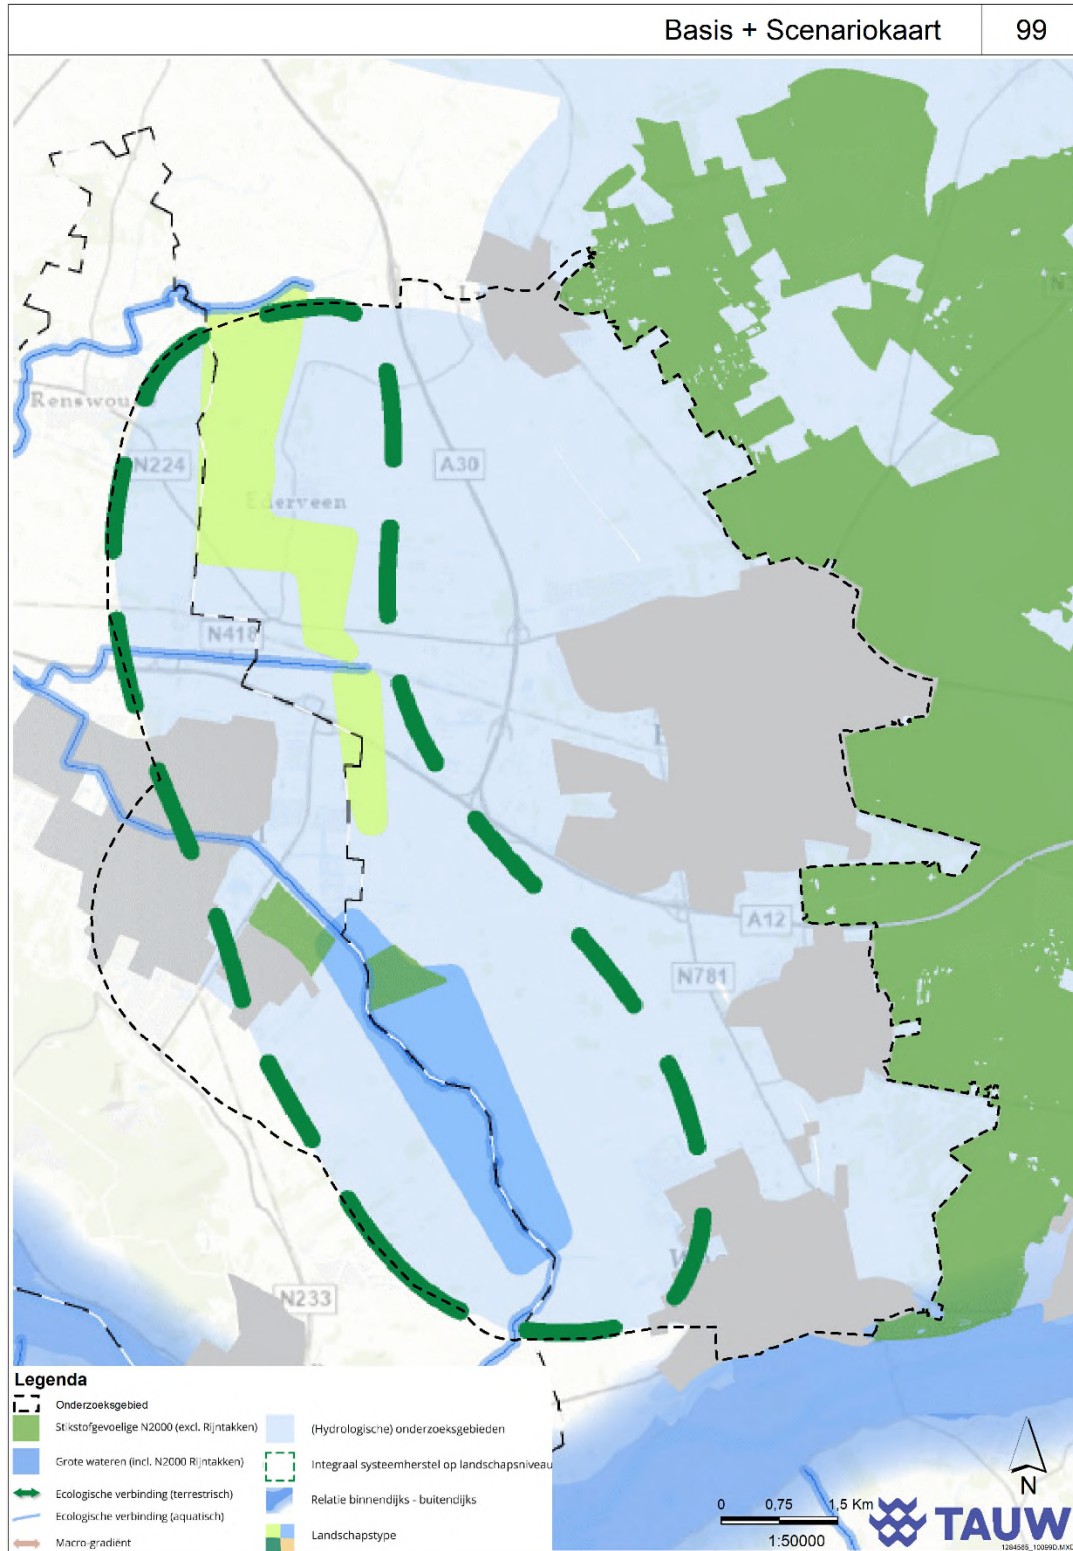 Basis + Scenariokaart 99
N224
A30
Ederveen
N418
A12
N781
N233
Legenda
Onderzoeksgebied
Stikstofgevoelige N2000 (excl. Rijntakken)
Grote wateren (incl. N2000 Rijntakken)
Ecologische verbinding (terrestrisch)
Ecologische verbinding (aquatisch)
Macro-gradiënt
(Hydrologische) onderzoeksgebieden
Integraal systeemherstel op landschapsniveau
Relatie binnendijks - buitendijks
Landschapstype
N
0 0,75 1,5 Km
1:50000
TAUW